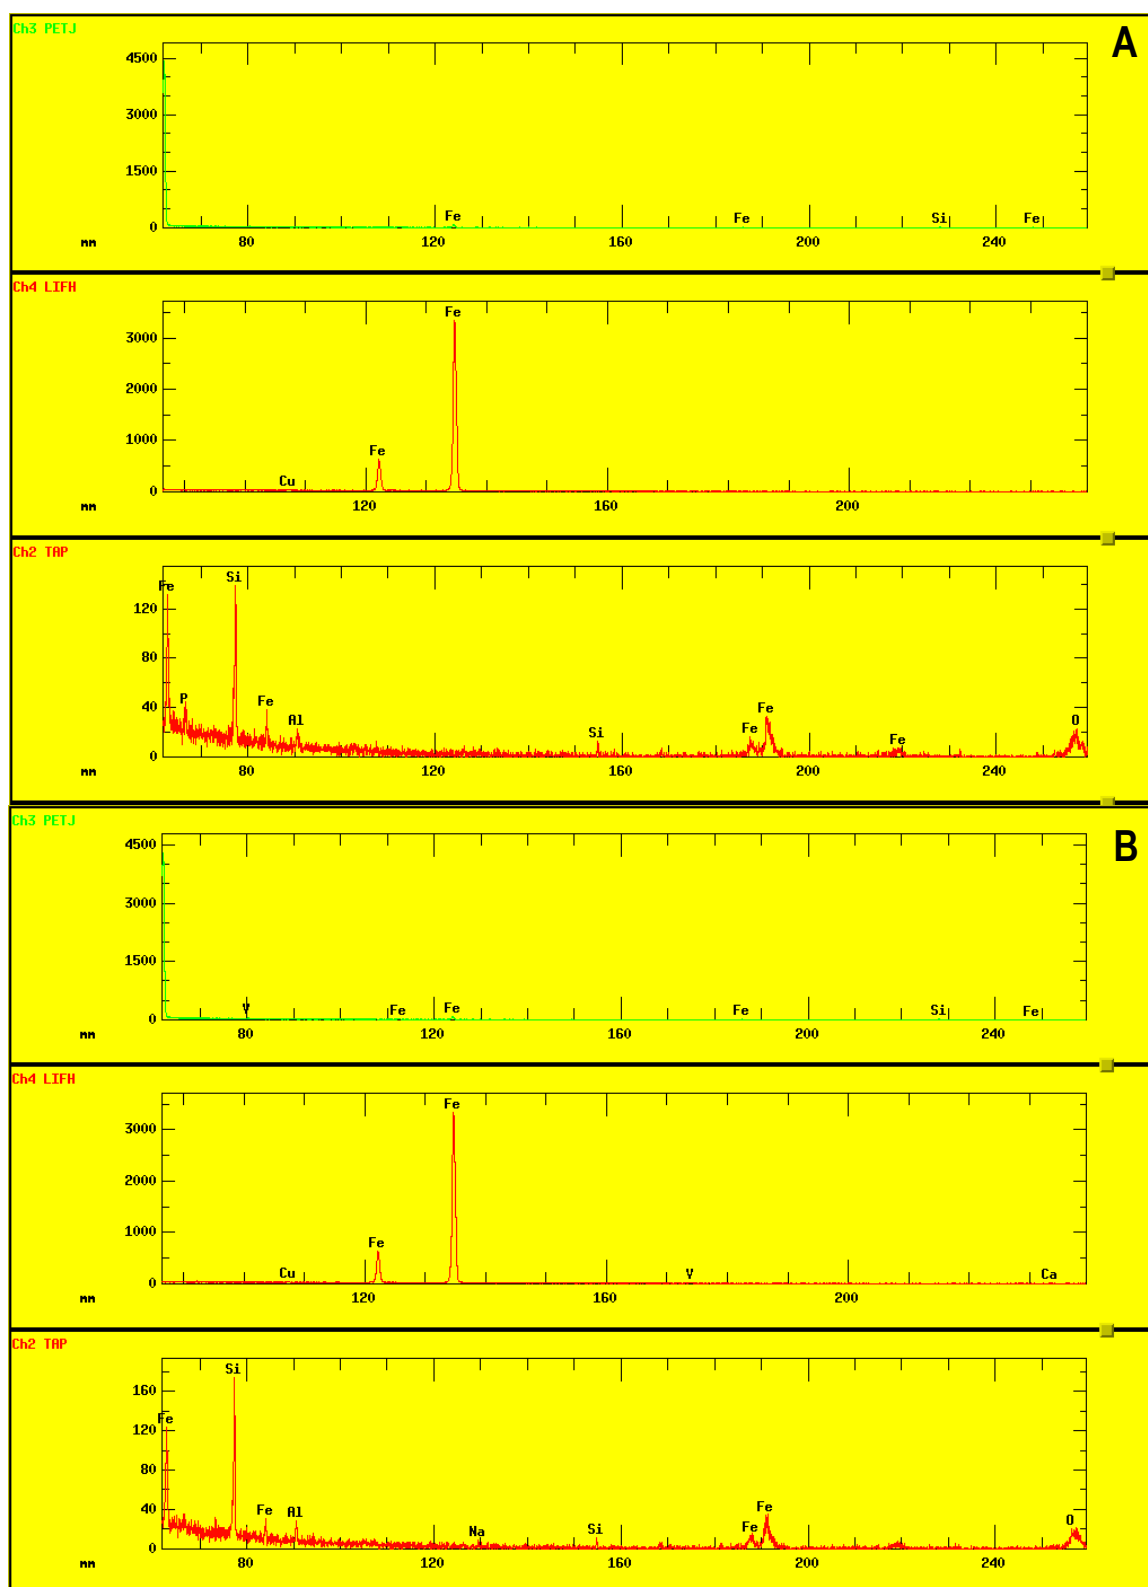 Ch3 PETJ
A
4500
3000
1500
0
Fe Fe Si Fe
mm 80 120 160 200 240
Ch4 LIFH
Fe
3000
2000
1000
0
Fe
Cu
mm 120 160 200
Ch2 TAP
Fe Si
120
80
40
0
P Fe Al Si Fe Fe Fe O
mm 80 120 160 200 240
Ch3 PETJ
B
4500
3000
1500
0
V Fe Fe Fe Si Fe
mm 80 120 160 200 240
Ch4 LIFH
Fe
3000
2000
1000
0
Fe
Cu V Ca
mm 120 160 200
Ch2 TAP
Si
160
120
80
40
0
Fe Fe Al Na Si Fe Fe O
mm 80 120 160 200 240